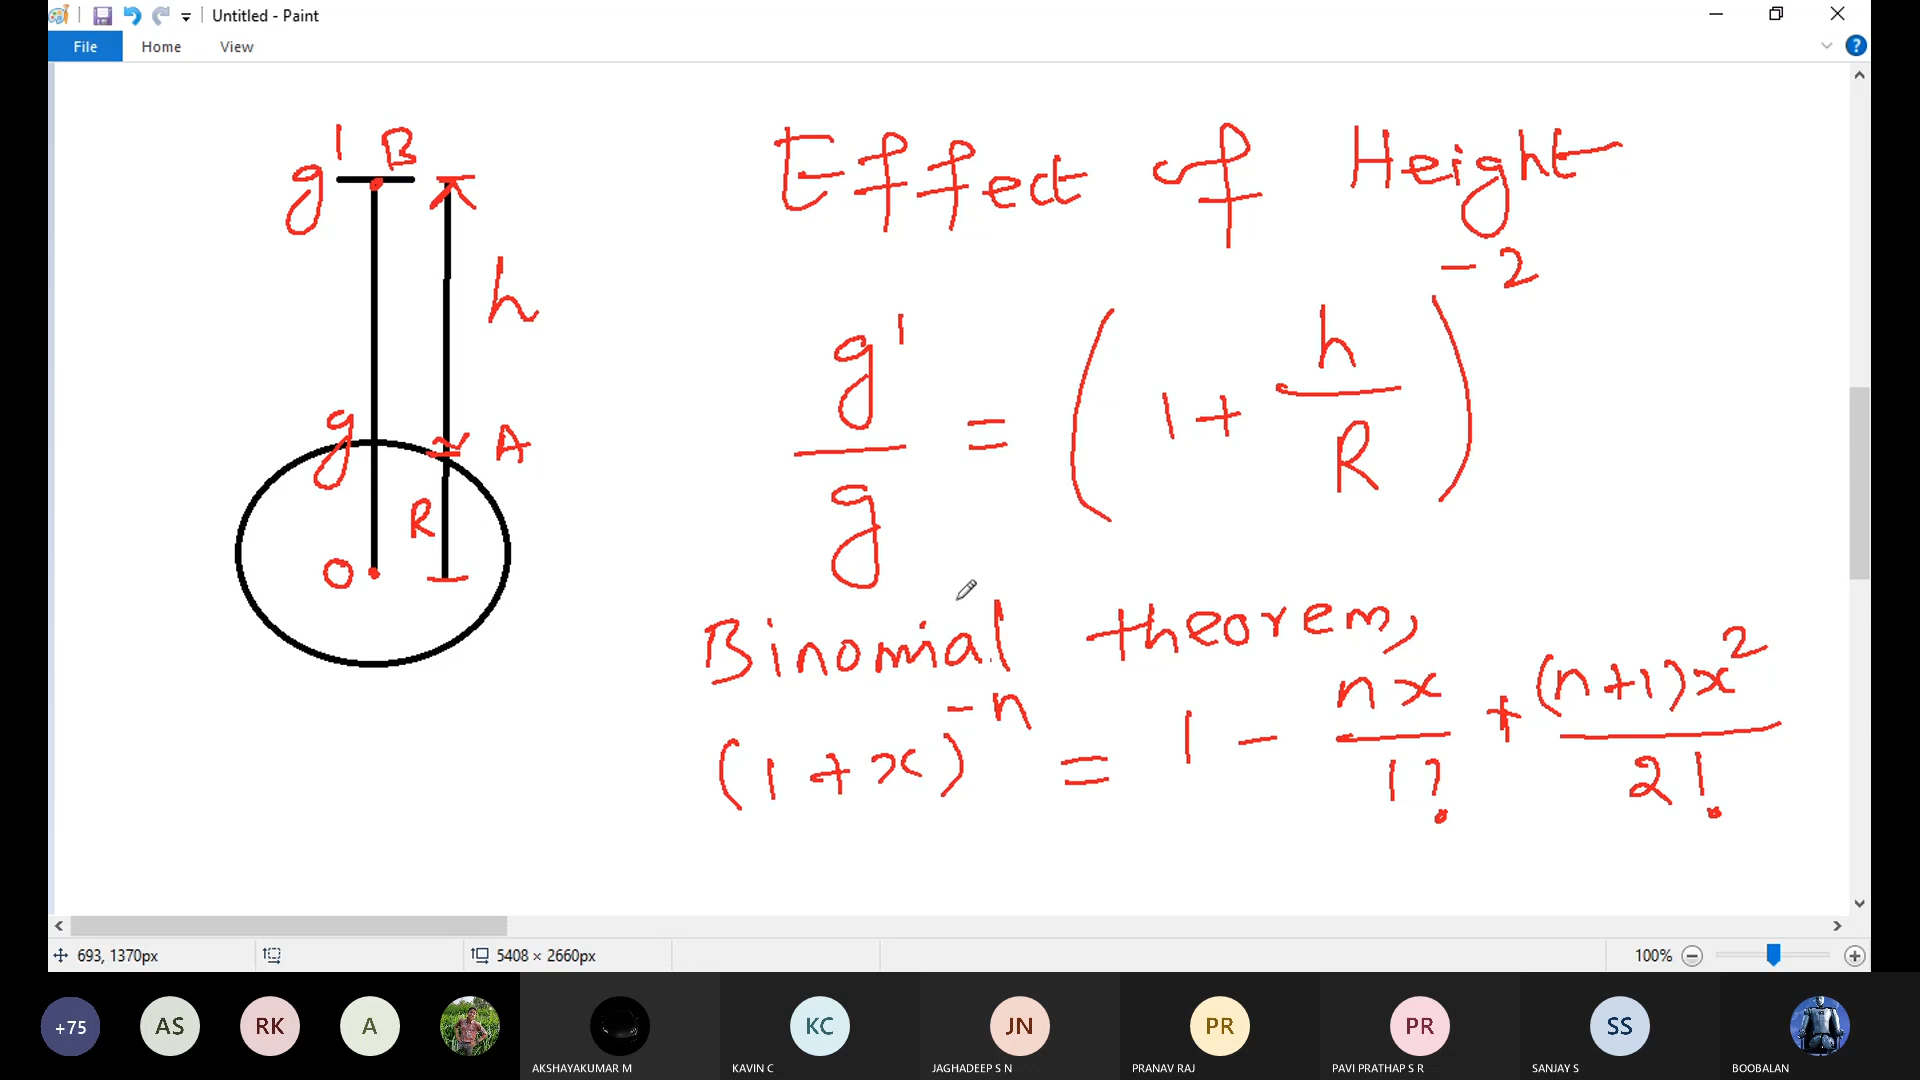 Untitled - Paint
File Home View
Effect of Height
g' B
h
g A
R
O
g'/g = (1 + h/R)^-2
Binomial theorem,
(1+x)^-n = 1 - nx/1! + (n+1)x^2/2!
693, 1370px 5408 × 2660px 100%
+75 AS RK A KC JN PR PR SS
AKSHAYAKUMAR M KAVIN C JAGHADEEP S N PRANAV RAJ PAVI PRATHAP S R SANJAY S BOOBALAN